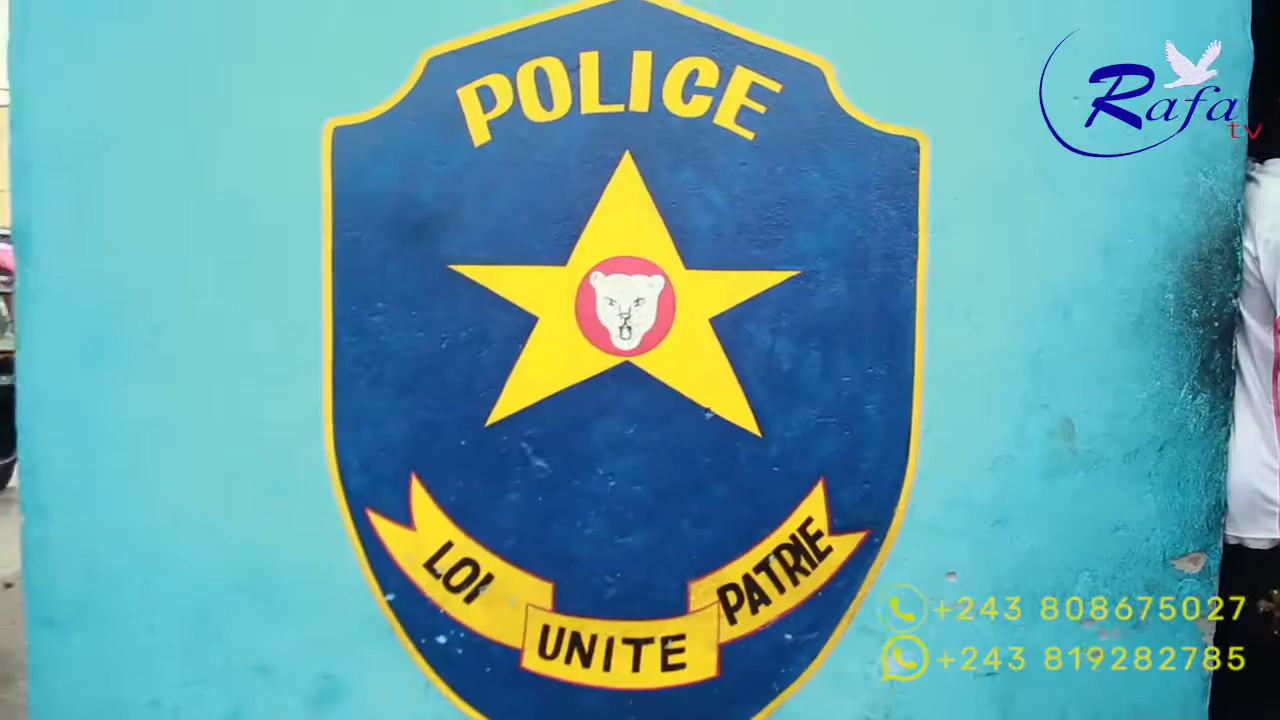 POLICE
LOI
UNITE
PATRIE
Rafa
tv
+243 808675027
+243 819282785